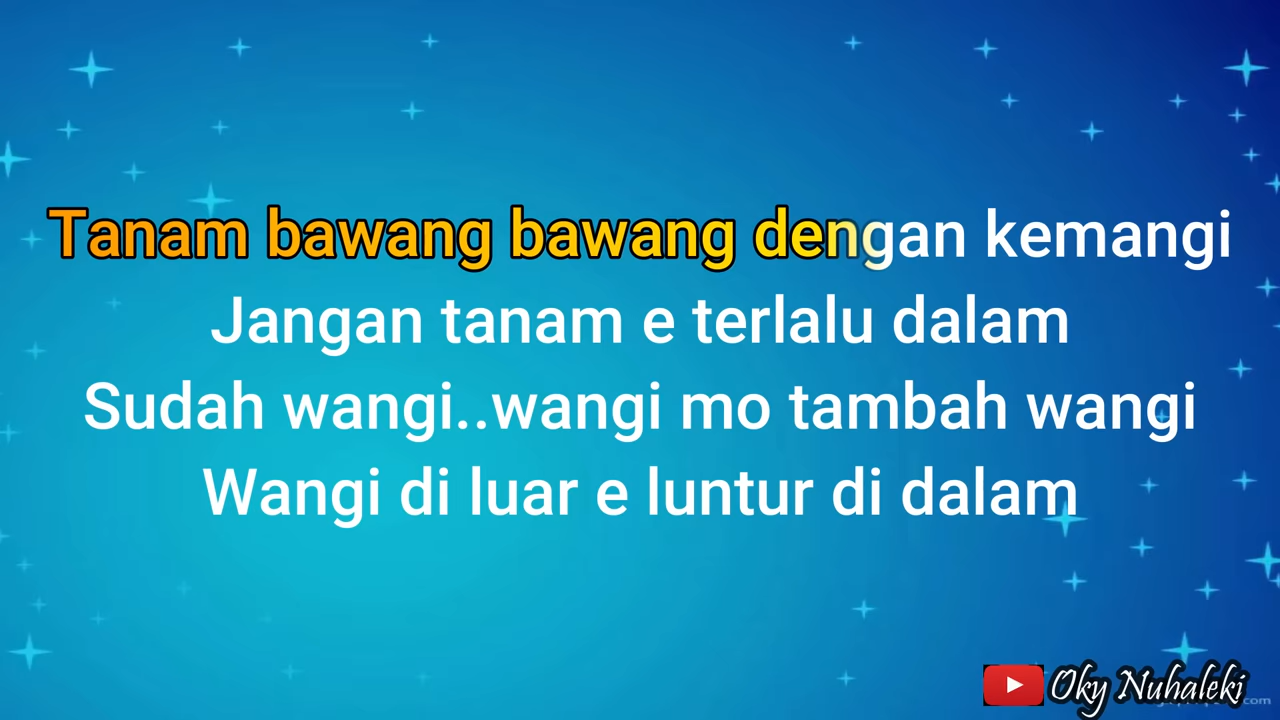 Tanam bawang bawang dengan kemangi
Jangan tanam e terlalu dalam
Sudah wangi..wangi mo tambah wangi
Wangi di luar e luntur di dalam
Oky Nuhaleki